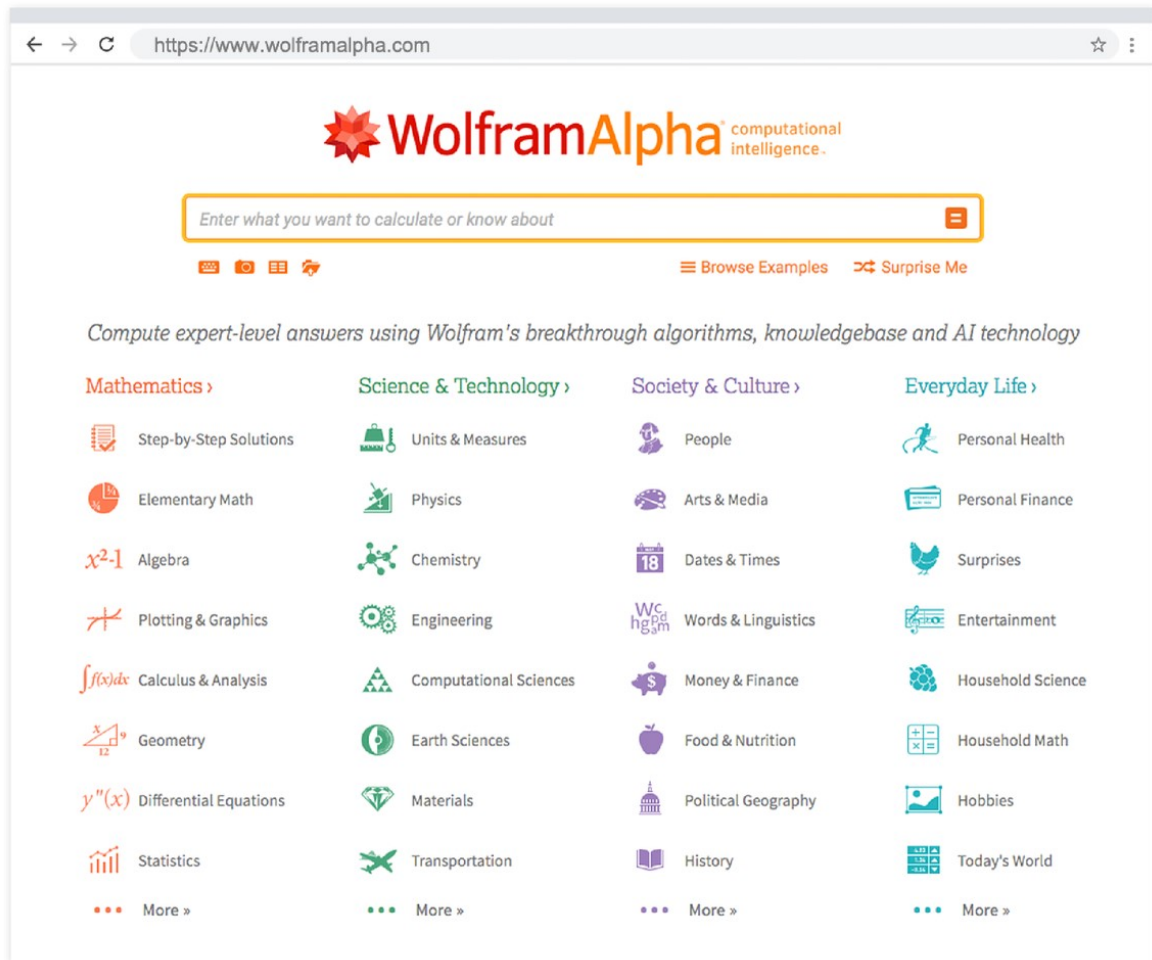 https://www.wolframalpha.com
WolframAlpha computational intelligence.
Enter what you want to calculate or know about
Browse Examples Surprise Me
Compute expert-level answers using Wolfram's breakthrough algorithms, knowledgebase and AI technology
Mathematics ›
Step-by-Step Solutions
Elementary Math
x²-1 Algebra
Plotting & Graphics
∫f(x)dx Calculus & Analysis
x 9 12 Geometry
y"(x) Differential Equations
Statistics
More »
Science & Technology ›
Units & Measures
Physics
Chemistry
Engineering
Computational Sciences
Earth Sciences
Materials
Transportation
More »
Society & Culture ›
People
Arts & Media
18 Dates & Times
Words & Linguistics
$ Money & Finance
Food & Nutrition
Political Geography
History
More »
Everyday Life ›
Personal Health
Personal Finance
Surprises
Entertainment
Household Science
+ − × = Household Math
Hobbies
Today's World
More »